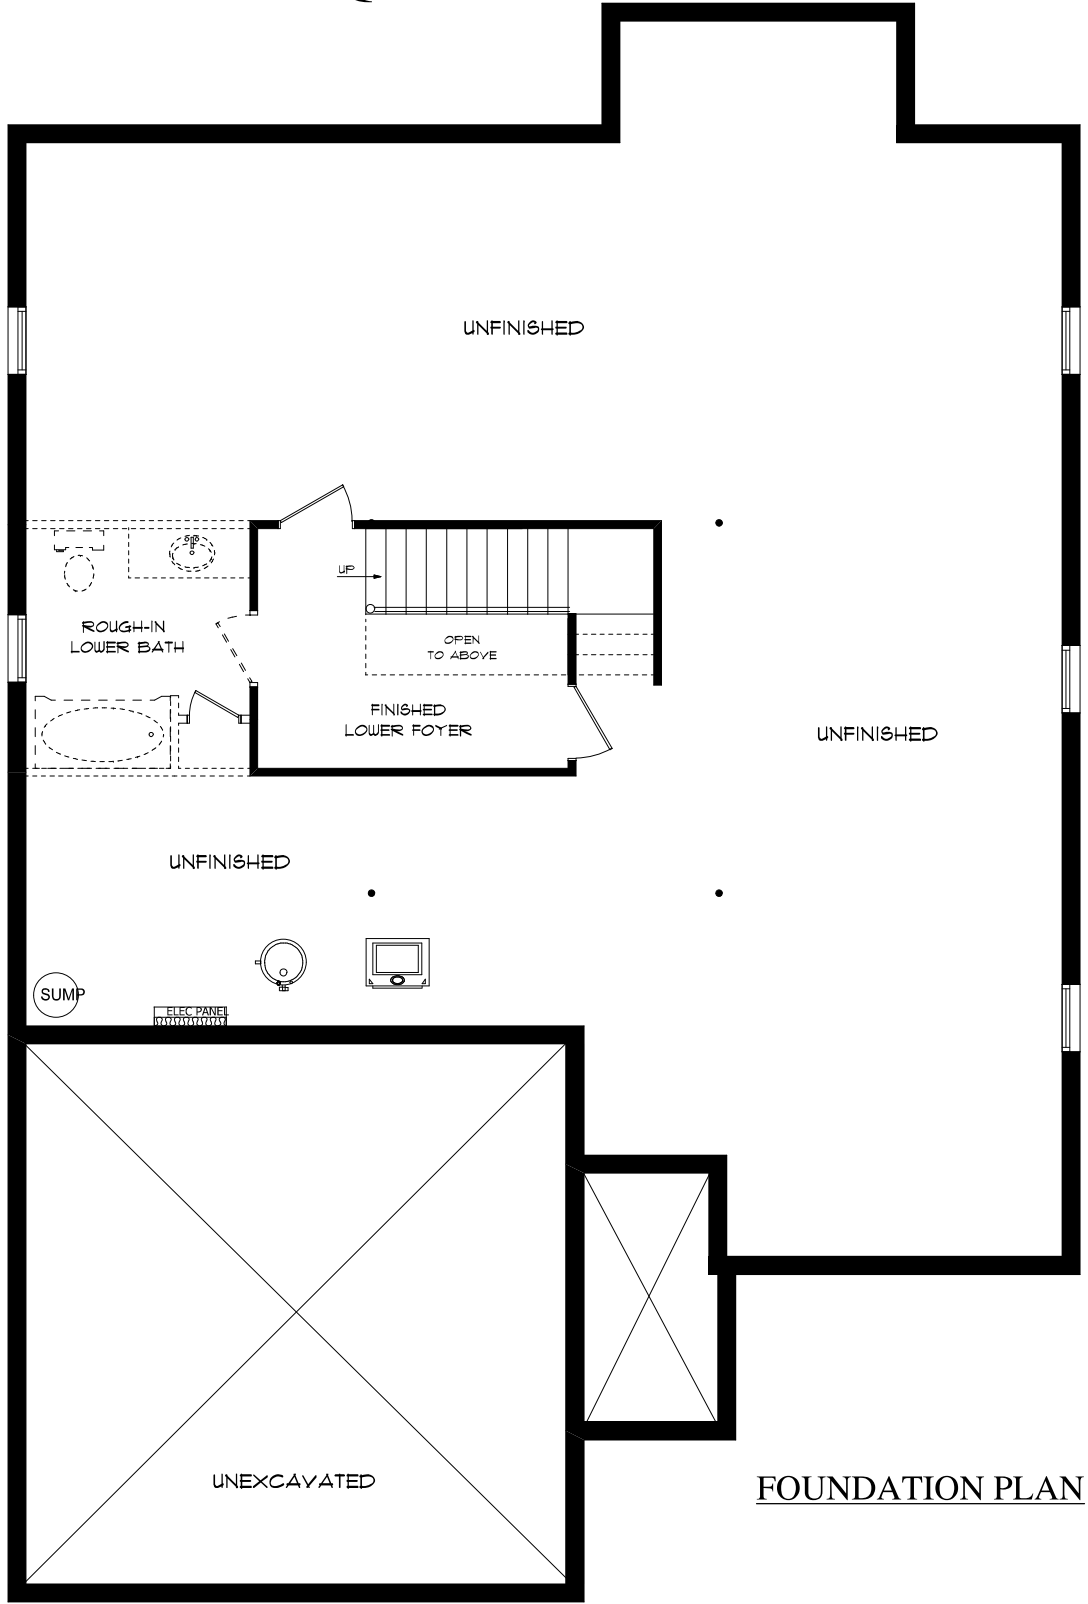 UNFINISHED
UP
ROUGH-IN
LOWER BATH
OPEN
TO ABOVE
FINISHED
LOWER FOYER
UNFINISHED
UNFINISHED
SUMP
ELEC PANEL
UNEXCAVATED
FOUNDATION PLAN